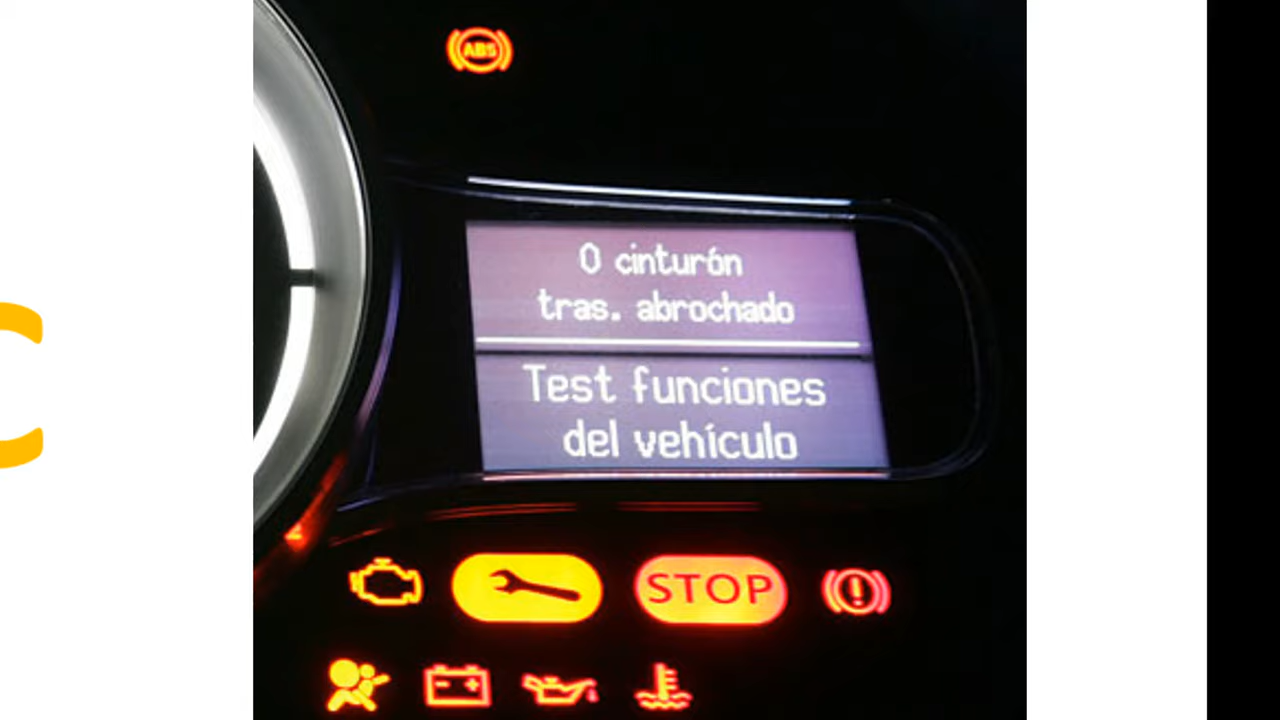 ABS
0 cinturón
tras. abrochado
Test funciones
del vehículo
STOP